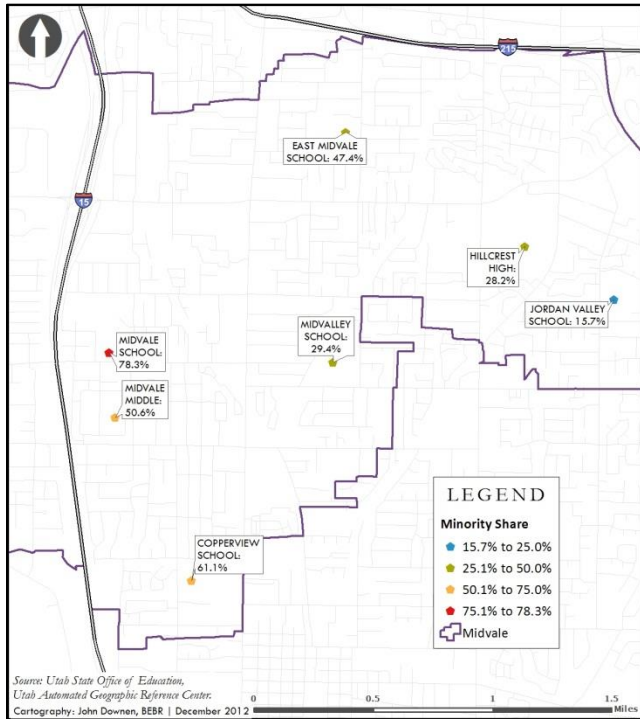 215
EAST MIDVALE
SCHOOL: 47.4%
15
HILLCREST
HIGH:
28.2%
JORDAN VALLEY
SCHOOL: 15.7%
MIDVALE
SCHOOL:
78.3%
MIDVALLEY
SCHOOL:
29.4%
MIDVALE
MIDDLE:
50.6%
COPPERVIEW
SCHOOL:
61.1%
LEGEND
Minority Share
15.7% to 25.0%
25.1% to 50.0%
50.1% to 75.0%
75.1% to 78.3%
Midvale
Source: Utah State Office of Education,
Utah Automated Geographic Reference Center.
Cartography: John Downen, BEBR | December 2012
0 0.5 1 1.5
Miles